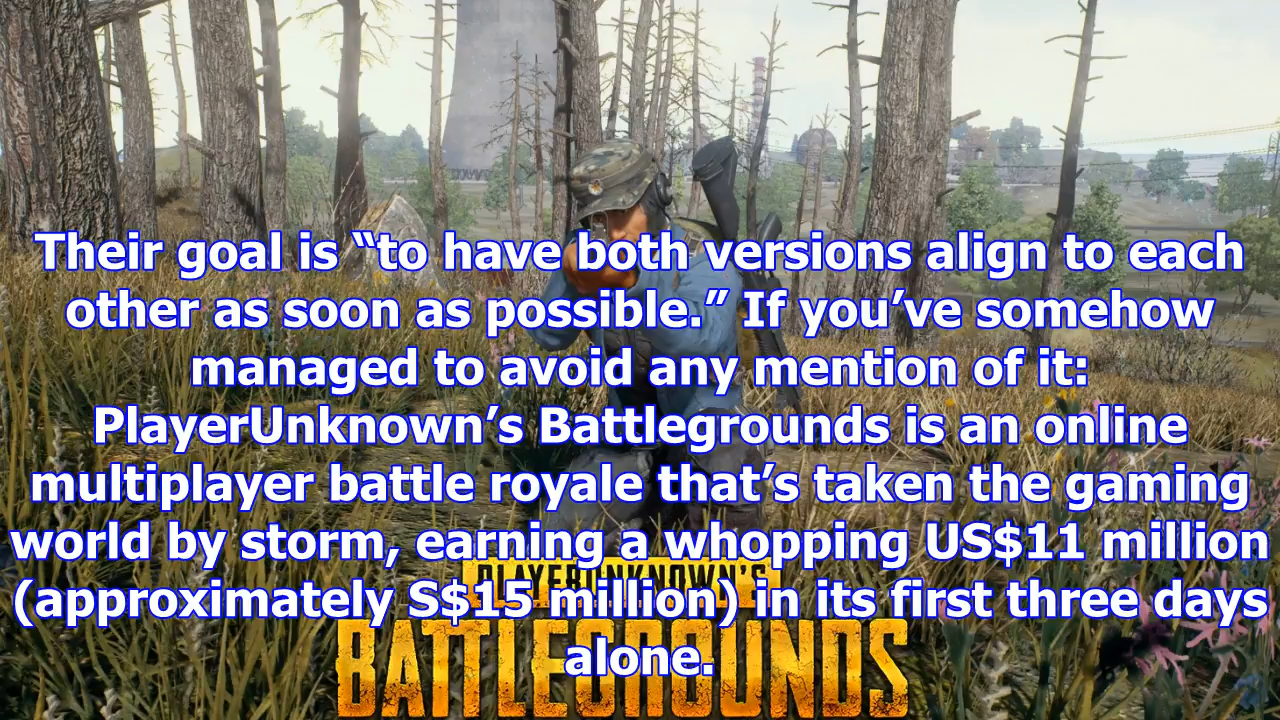 Their goal is “to have both versions align to each
other as soon as possible.” If you’ve somehow
managed to avoid any mention of it:
PlayerUnknown’s Battlegrounds is an online
multiplayer battle royale that’s taken the gaming
world by storm, earning a whopping US$11 million
PLAYERUNKNOWN'S
(approximately S$15 million) in its first three days
BATTLEGROUNDS
alone.